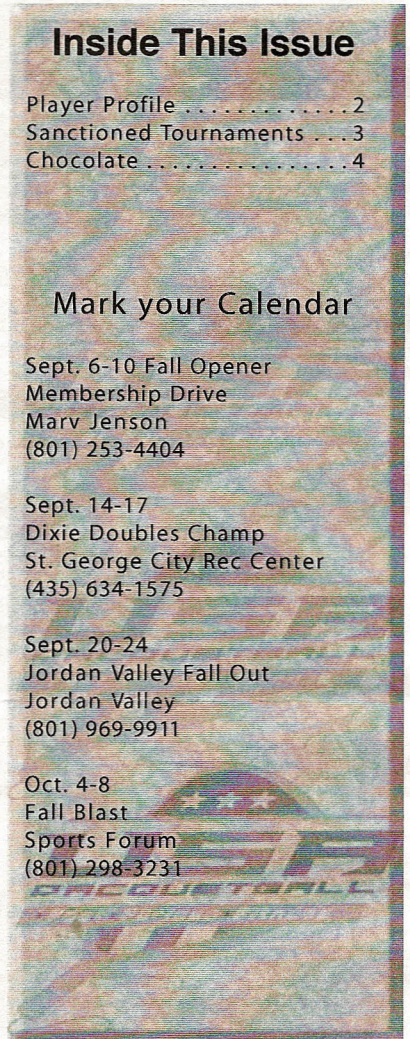 Inside This Issue
Player Profile . . . . . . . . . . . . . 2
Sanctioned Tournaments . . . 3
Chocolate . . . . . . . . . . . . . . . . 4
Mark your Calendar
Sept. 6-10 Fall Opener
Membership Drive
Marv Jenson
(801) 253-4404
Sept. 14-17
Dixie Doubles Champ
St. George City Rec Center
(435) 634-1575
Sept. 20-24
Jordan Valley Fall Out
Jordan Valley
(801) 969-9911
Oct. 4-8
Fall Blast
Sports Forum
(801) 298-3231
RACQUETBALL